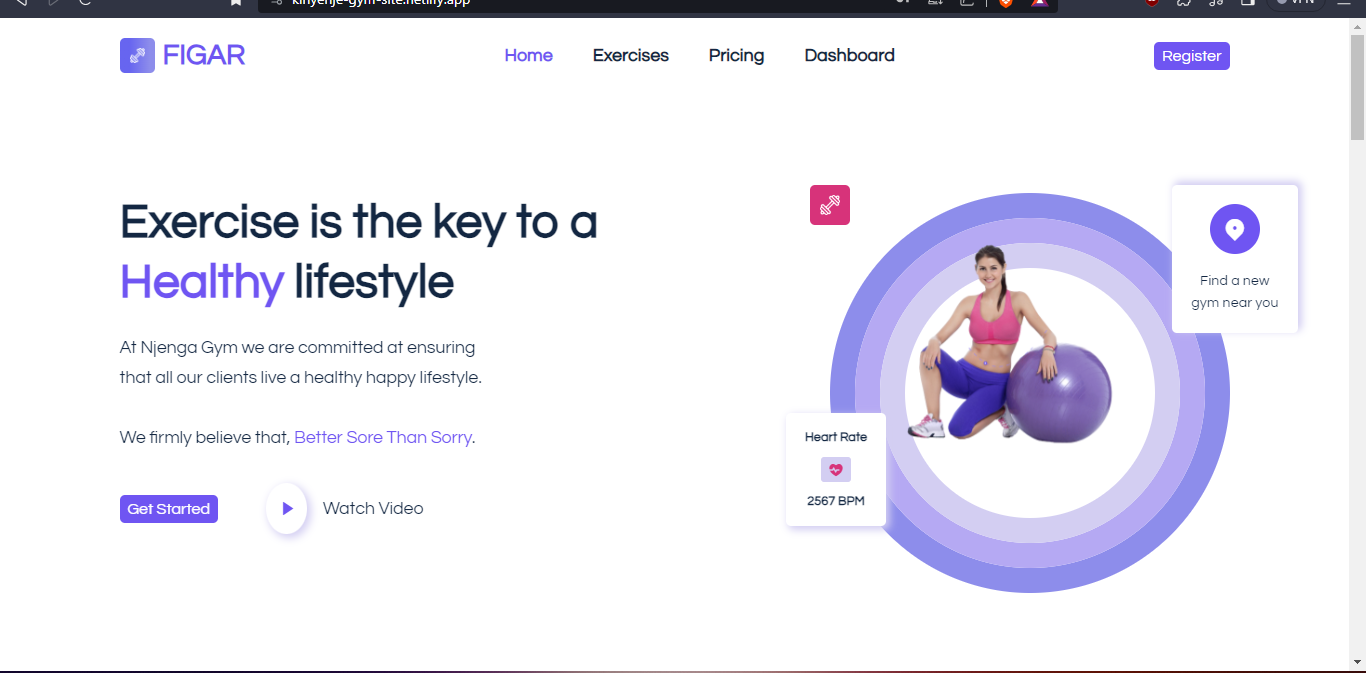 kinyenje-gym-site.netlify.app
VPN
FIGAR
Home
Exercises
Pricing
Dashboard
Register
Exercise is the key to a
Healthy lifestyle
At Njenga Gym we are committed at ensuring
that all our clients live a healthy happy lifestyle.
We firmly believe that, Better Sore Than Sorry.
Get Started
Watch Video
Find a new
gym near you
Heart Rate
2567 BPM